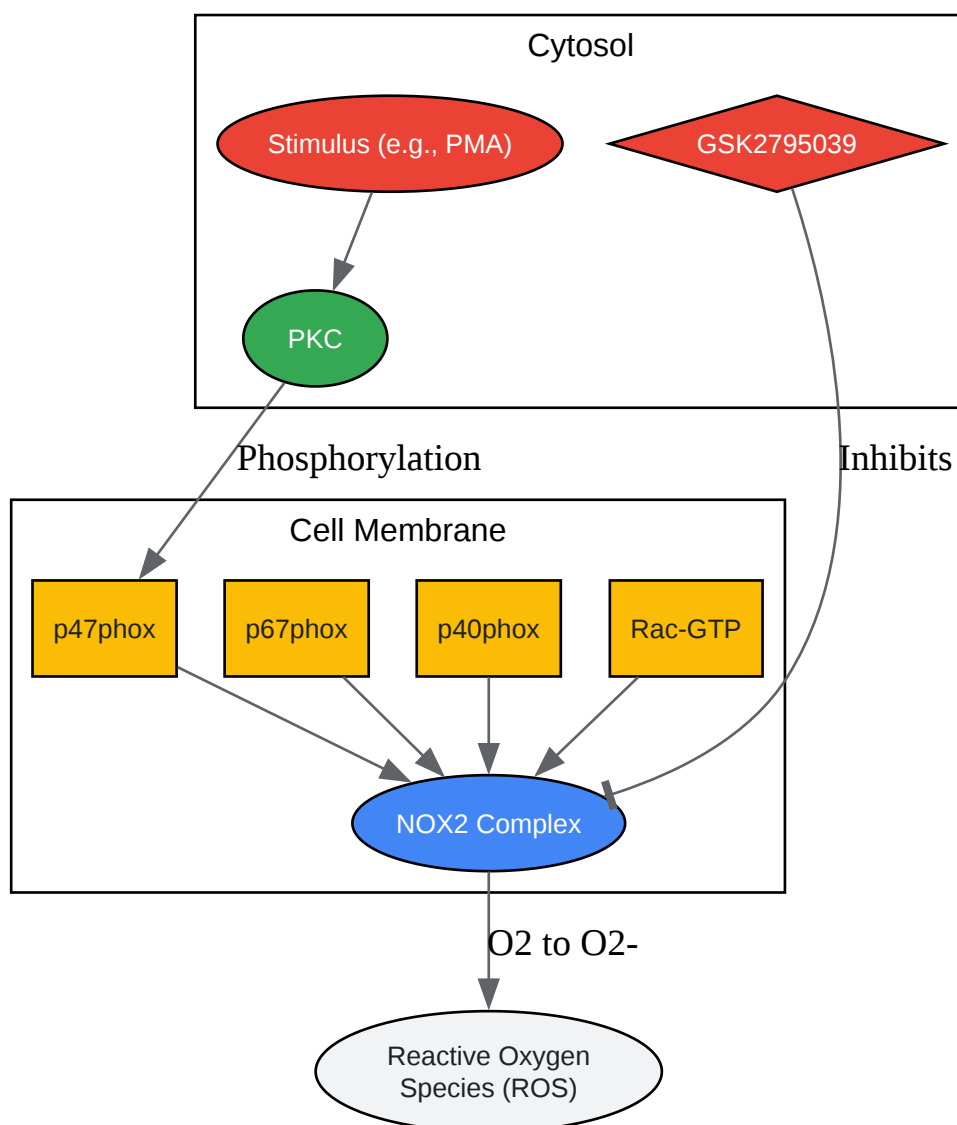 Cytosol
Stimulus (e.g., PMA)
GSK2795039
PKC
Phosphorylation
Inhibits
Cell Membrane
p47phox
p67phox
p40phox
Rac-GTP
NOX2 Complex
O2 to O2-
Reactive Oxygen
Species (ROS)